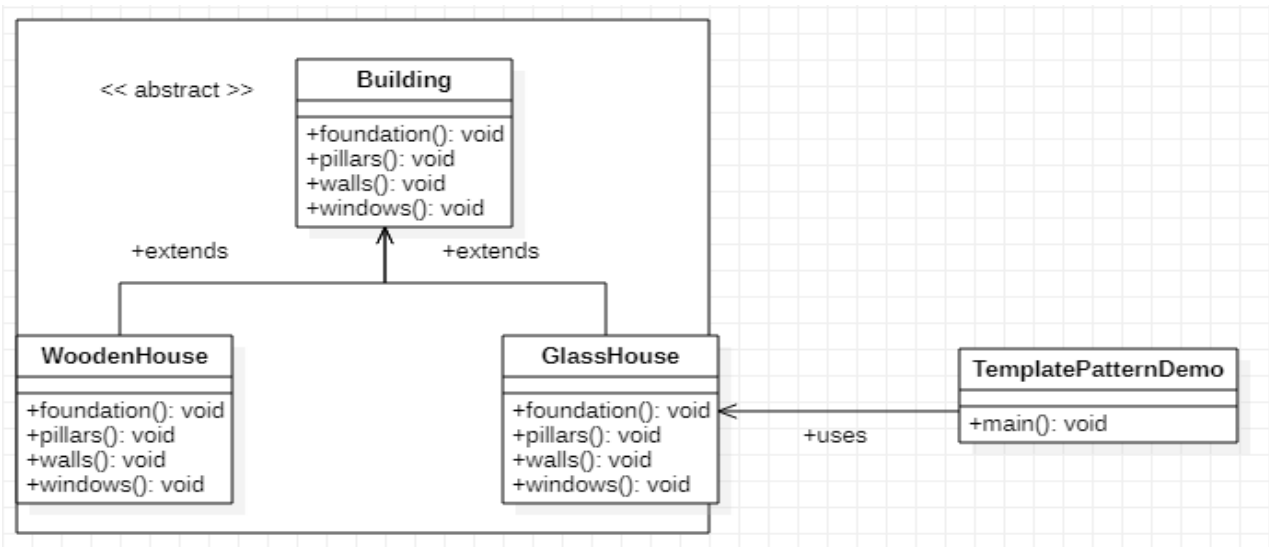 << abstract >>
Building
+foundation(): void
+pillars(): void
+walls(): void
+windows(): void
+extends
+extends
WoodenHouse
+foundation(): void
+pillars(): void
+walls(): void
+windows(): void
GlassHouse
+foundation(): void
+pillars(): void
+walls(): void
+windows(): void
+uses
TemplatePatternDemo
+main(): void